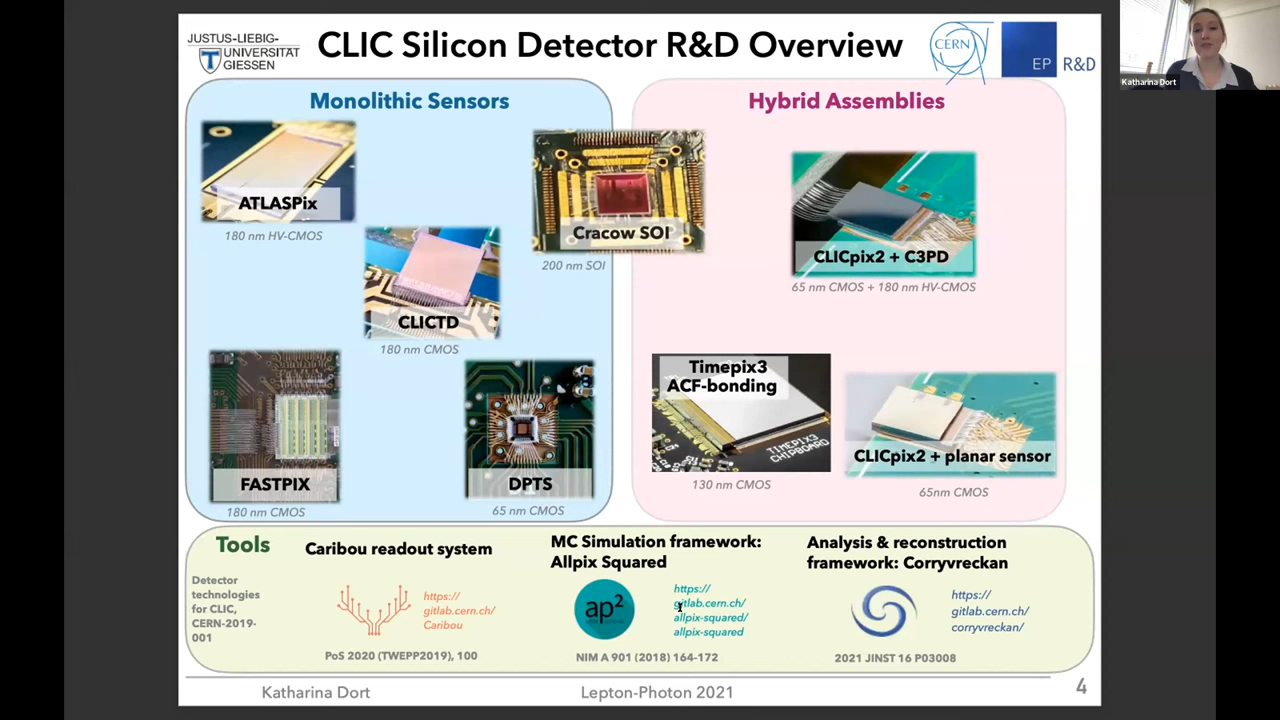 JUSTUS-LIEBIG-
UNIVERSITÄT
GIESSEN
CLIC Silicon Detector R&D Overview
CERN
EP R&D
Katharina Dort
Monolithic Sensors
Hybrid Assemblies
ATLASPix
180 nm HV-CMOS
Cracow SOI
200 nm SOI
CLICpix2 + C3PD
65 nm CMOS + 180 nm HV-CMOS
CLICTD
180 nm CMOS
Timepix3
ACF-bonding
TIMEPIX3
CHIPBOARD
130 nm CMOS
CLICpix2 + planar sensor
65nm CMOS
FASTPIX
180 nm CMOS
DPTS
65 nm CMOS
Tools
Detector
technologies
for CLIC,
CERN-2019-
001
Caribou readout system
https://
gitlab.cern.ch/
Caribou
PoS 2020 (TWEPP2019), 100
MC Simulation framework:
Allpix Squared
ap²
https://
gitlab.cern.ch/
allpix-squared/
allpix-squared
NIM A 901 (2018) 164-172
Analysis & reconstruction
framework: Corryvreckan
https://
gitlab.cern.ch/
corryvreckan/
2021 JINST 16 P03008
Katharina Dort
Lepton-Photon 2021
4